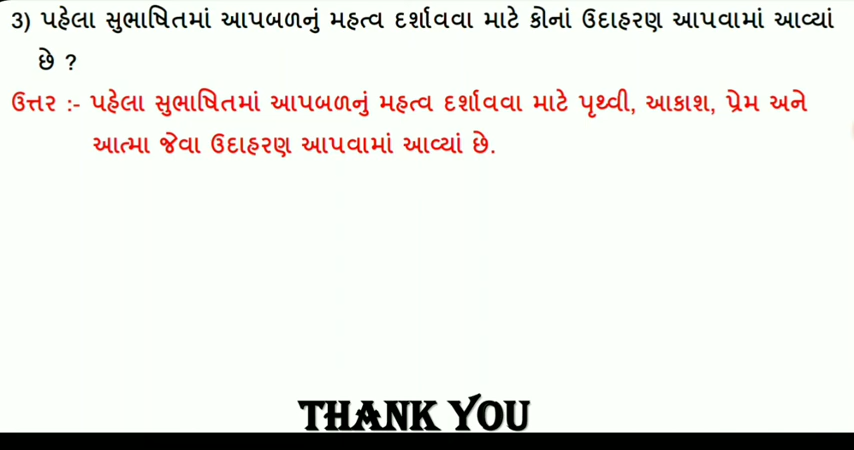 3) પહેલા સુભાષિતમાં આપબળનું મહત્વ દર્શાવવા માટે કોનાં ઉદાહરણ આપવામાં આવ્યાં
છે ?
ઉત્તર :- પહેલા સુભાષિતમાં આપબળનું મહત્વ દર્શાવવા માટે પૃથ્વી, આકાશ, પ્રેમ અને
આત્મા જેવા ઉદાહરણ આપવામાં આવ્યાં છે.
THANK YOU